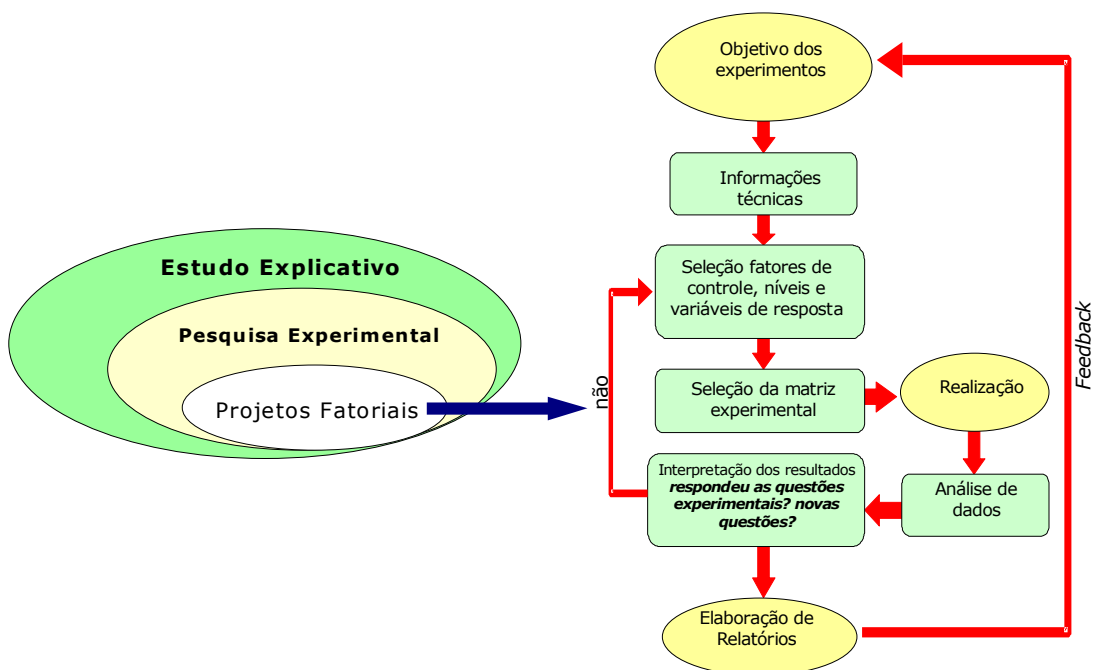 Estudo Explicativo
Pesquisa Experimental
Projetos Fatoriais
Objetivo dos
experimentos
Informações
técnicas
Seleção fatores de
controle, níveis e
variáveis de resposta
Seleção da matriz
experimental
Realização
Análise de
dados
Interpretação dos resultados
respondeu as questões
experimentais? novas
questões?
não
Elaboração de
Relatórios
Feedback